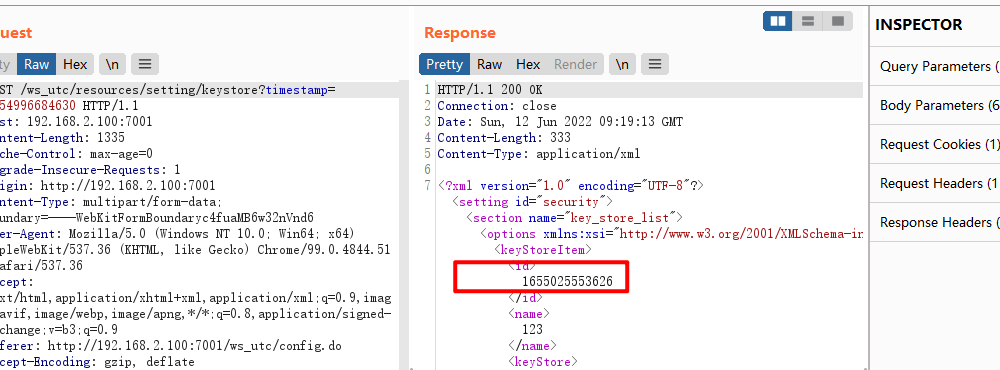 quest
ty
Raw
Hex
\n
ST /ws_utc/resources/setting/keystore?timestamp=
54996684630 HTTP/1.1
st: 192.168.2.100:7001
ntent-Length: 1335
che-Control: max-age=0
grade-Insecure-Requests: 1
igin: http://192.168.2.100:7001
ntent-Type: multipart/form-data;
undary=----WebKitFormBoundaryc4fuaMB6w32nVnd6
er-Agent: Mozilla/5.0 (Windows NT 10.0; Win64; x64)
pleWebKit/537.36 (KHTML, like Gecko) Chrome/99.0.4844.51
afari/537.36
cept:
xt/html,application/xhtml+xml,application/xml;q=0.9,imag
avif,image/webp,image/apng,*/*;q=0.8,application/signed-
change;v=b3;q=0.9
ferer: http://192.168.2.100:7001/ws_utc/config.do
cept-Encoding: gzip, deflate
Response
Pretty
Raw
Hex
Render
\n
1 HTTP/1.1 200 OK
2 Connection: close
3 Date: Sun, 12 Jun 2022 09:19:13 GMT
4 Content-Length: 333
5 Content-Type: application/xml
6
7 <?xml version="1.0" encoding="UTF-8"?>
<setting id="security">
<section name="key_store_list">
<options xmlns:xsi="http://www.w3.org/2001/XMLSchema-in
<keyStoreItem>
<id>
1655025553626
</id>
<name>
123
</name>
<keyStore>
INSPECTOR
Query Parameters (
Body Parameters (6
Request Cookies (1)
Request Headers (1
Response Headers (